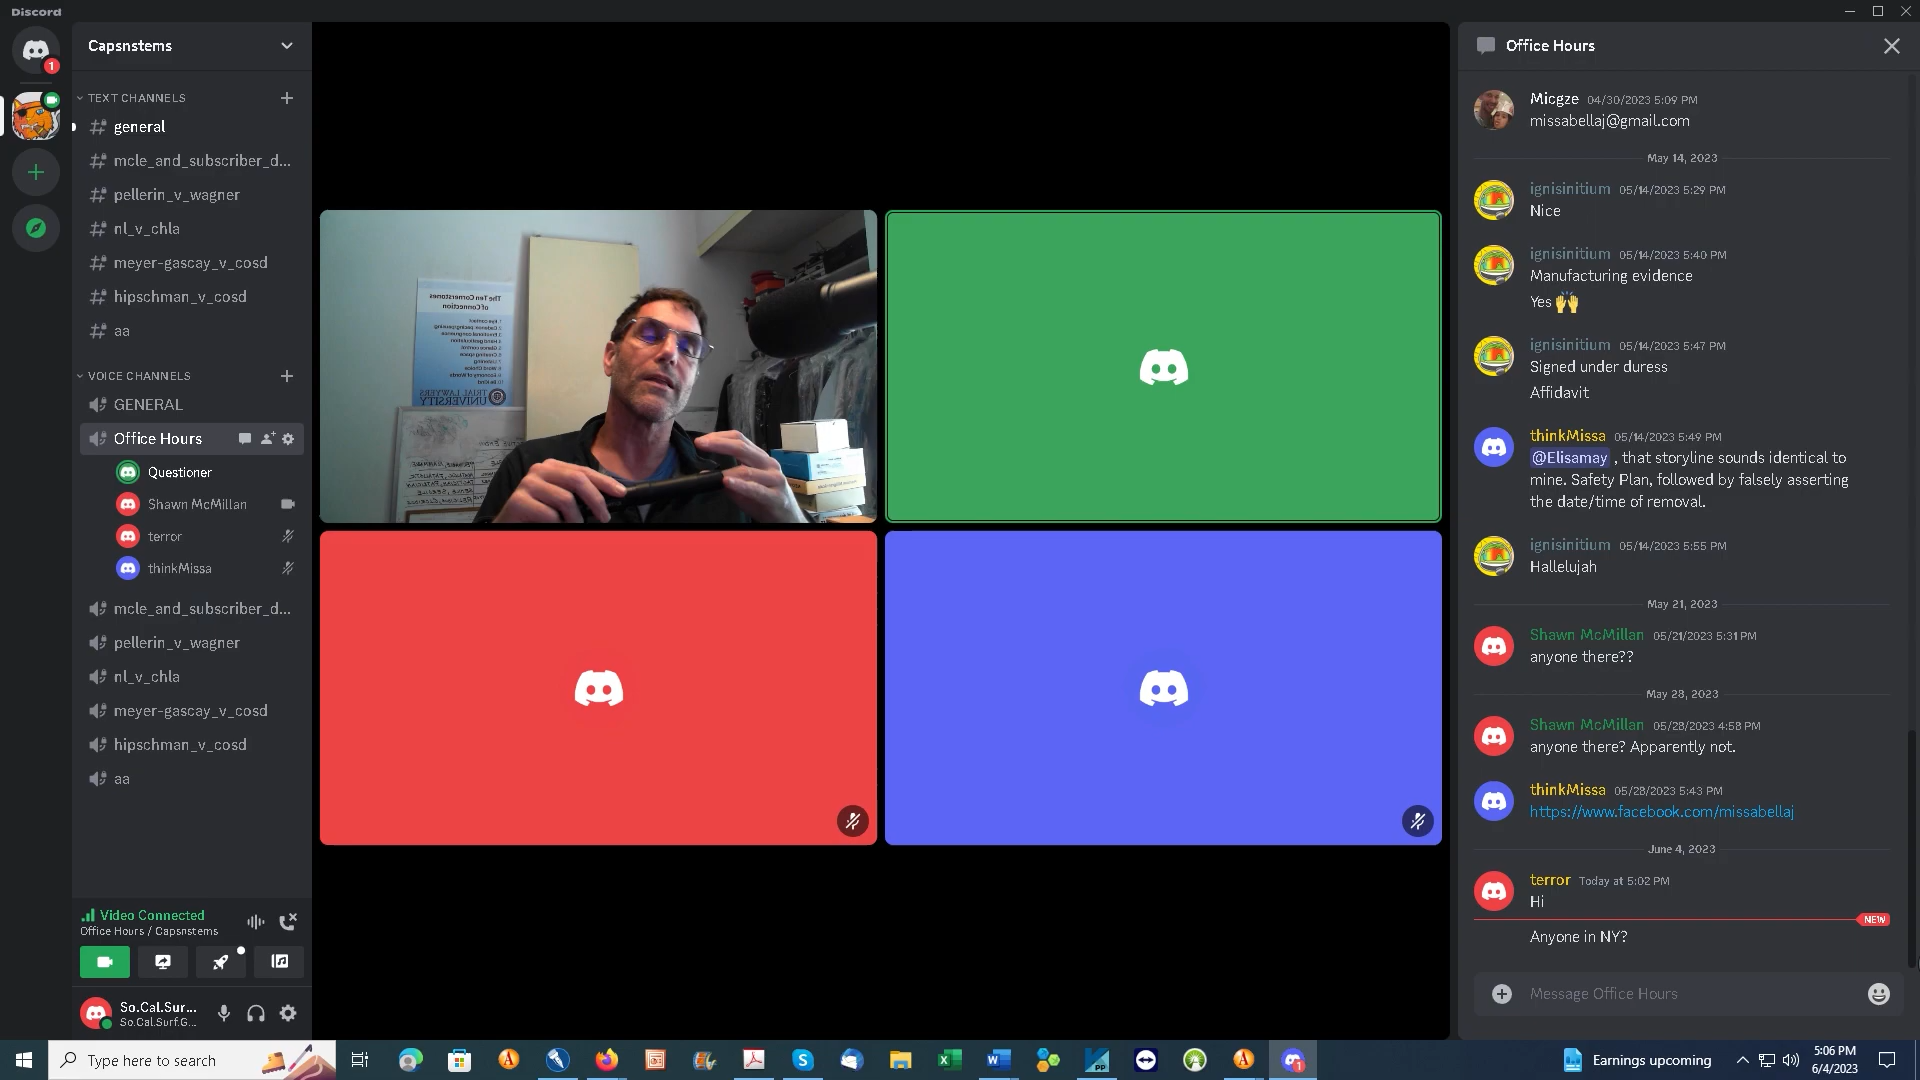 Discord
Capsnstems
TEXT CHANNELS
general
mcle_and_subscriber_d...
pellerin_v_wagner
nl_v_chla
meyer-gascay_v_cosd
hipschman_v_cosd
aa
VOICE CHANNELS
GENERAL
Office Hours
Questioner
Shawn McMillan
terror
thinkMissa
mcle_and_subscriber_d...
pellerin_v_wagner
nl_v_chla
meyer-gascay_v_cosd
hipschman_v_cosd
aa
Video Connected
Office Hours / Capsnstems
So.Cal.Sur...
So.Cal.Surf.G...
The Ten Cornerstones
of Connection
TRIAL LAWYERS
UNIVERSITY
Office Hours
Micgze 04/30/2023 5:09 PM
missabellaj@gmail.com
May 14, 2023
ignisinitium 05/14/2023 5:29 PM
Nice
ignisinitium 05/14/2023 5:40 PM
Manufacturing evidence
Yes 🙌
ignisinitium 05/14/2023 5:47 PM
Signed under duress
Affidavit
thinkMissa 05/14/2023 5:49 PM
@Elisamay , that storyline sounds identical to
mine. Safety Plan, followed by falsely asserting
the date/time of removal.
ignisinitium 05/14/2023 5:55 PM
Hallelujah
May 21, 2023
Shawn McMillan 05/21/2023 5:31 PM
anyone there??
May 28, 2023
Shawn McMillan 05/28/2023 4:58 PM
anyone there? Apparently not.
thinkMissa 05/28/2023 5:43 PM
https://www.facebook.com/missabellaj
June 4, 2023
terror Today at 5:02 PM
Hi
NEW
Anyone in NY?
Message Office Hours
Type here to search
Earnings upcoming
5:06 PM
6/4/2023